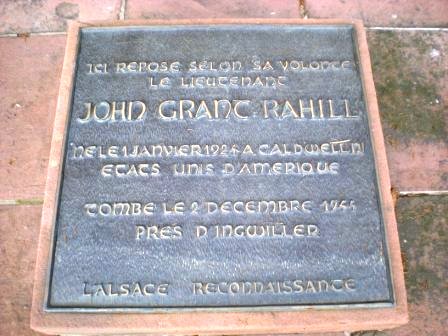 ICI REPOSE SELON SA VOLONTE
LE LIEUTENANT
JOHN GRANT RAHILL
NE LE 1 JANVIER 1924 A CALDWELL NJ
ETATS UNIS D'AMERIQUE
TOMBE LE 2 DECEMBRE 1944
PRES D'INGWILLER
L'ALSACE RECONNAISSANTE